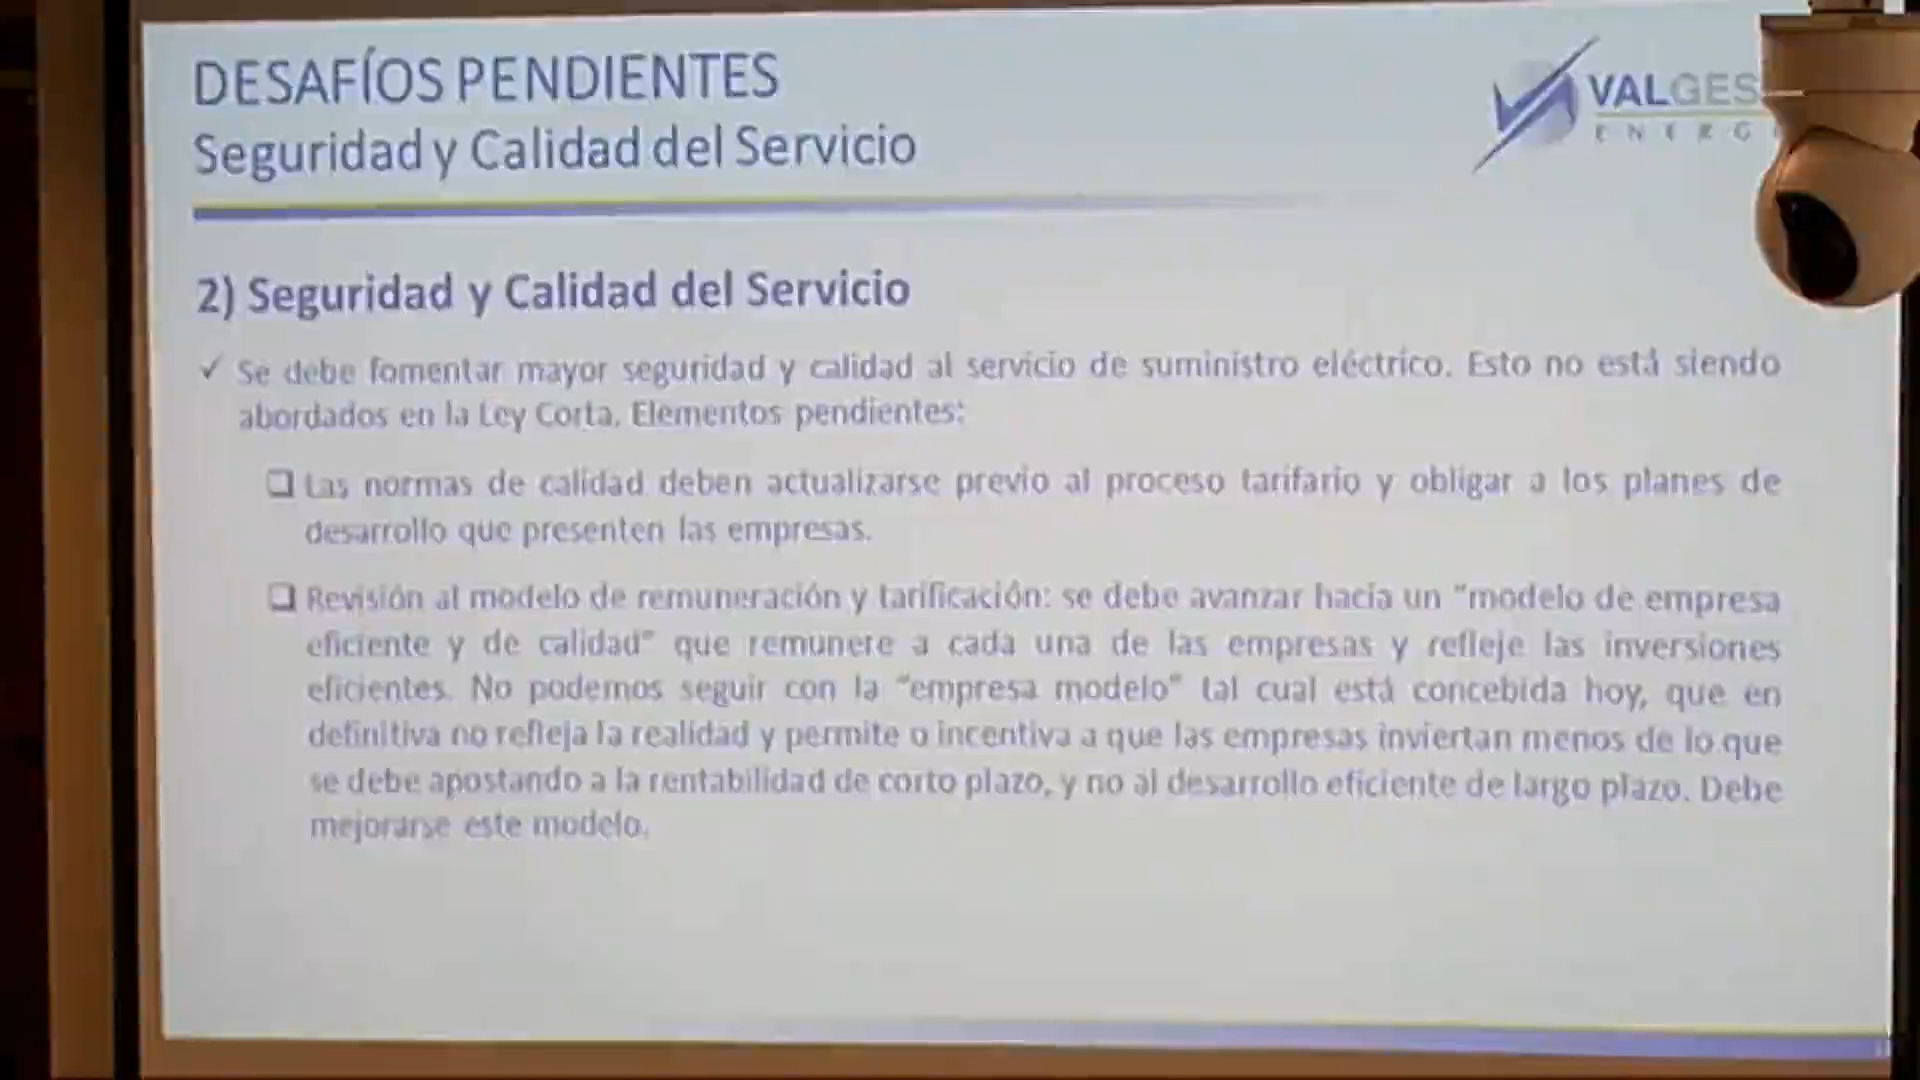 DESAFÍOS PENDIENTES
Seguridad y Calidad del Servicio
VALGES
ENERG
2) Seguridad y Calidad del Servicio
✓ Se debe fomentar mayor seguridad y calidad al servicio de suministro eléctrico. Esto no está siendo
abordados en la Ley Corta. Elementos pendientes:
❑ Las normas de calidad deben actualizarse previo al proceso tarifario y obligar a los planes de
desarrollo que presenten las empresas.
❑ Revisión al modelo de remuneración y tarificación: se debe avanzar hacia un "modelo de empresa
eficiente y de calidad" que remunere a cada una de las empresas y refleje las inversiones
eficientes. No podemos seguir con la "empresa modelo" tal cual está concebida hoy, que en
definitiva no refleja la realidad y permite o incentiva a que las empresas inviertan menos de lo que
se debe apostando a la rentabilidad de corto plazo, y no al desarrollo eficiente de largo plazo. Debe
mejorarse este modelo.